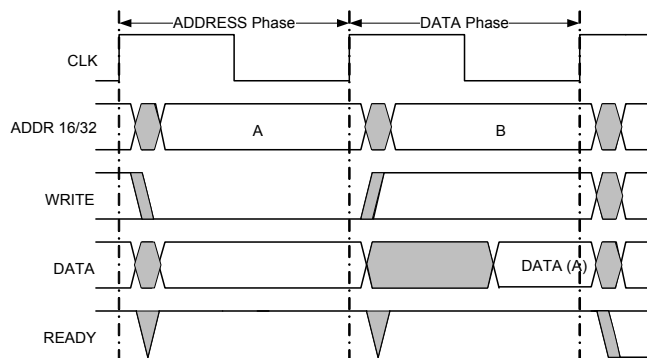 ADDRESS Phase
DATA Phase
CLK
ADDR 16/32
A
B
WRITE
DATA
DATA (A)
READY